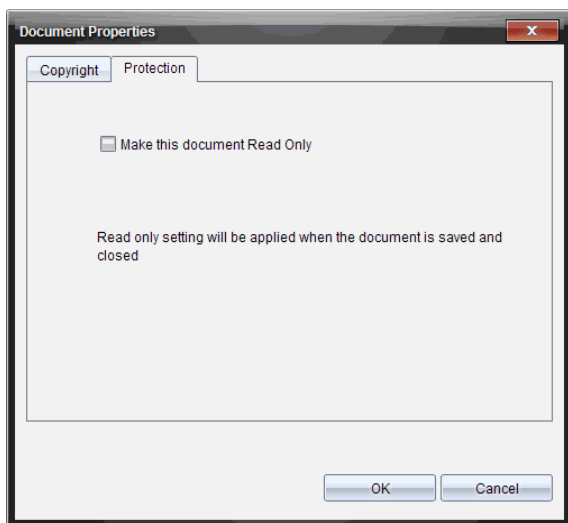 Document Properties
X
Copyright
Protection
Make this document Read Only
Read only setting will be applied when the document is saved and
closed
OK
Cancel